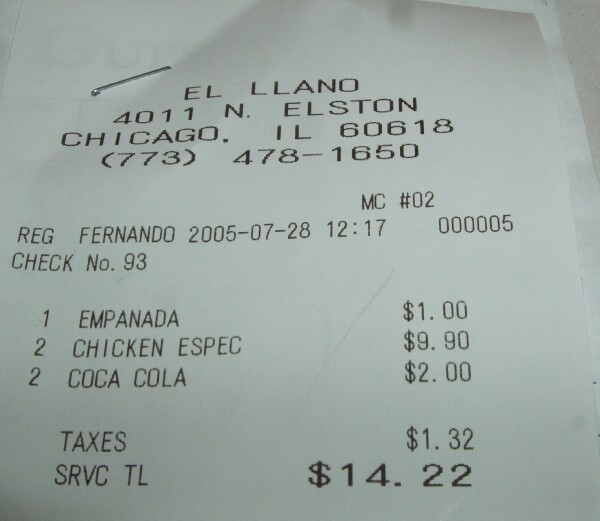 EL LLANO
4011 N. ELSTON
CHICAGO, IL 60618
(773) 478-1650
MC #02
REG FERNANDO 2005-07-28 12:17 000005
CHECK No. 93
1 EMPANADA $1.00
2 CHICKEN ESPEC $9.90
2 COCA COLA $2.00
TAXES $1.32
SRVC TL $14.22